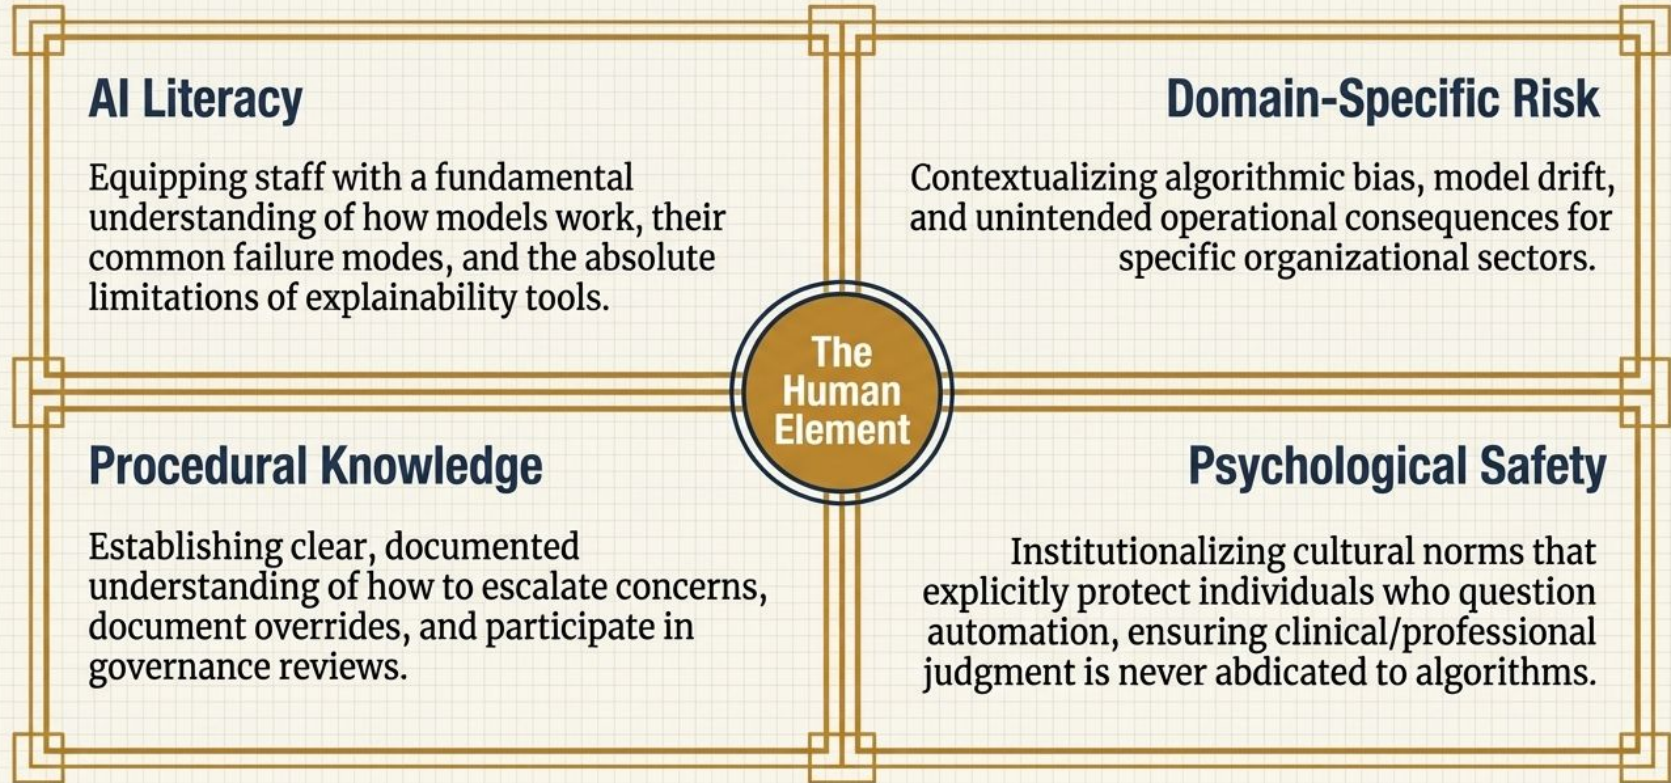 AI Literacy
Equipping staff with a fundamental
understanding of how models work, their
common failure modes, and the absolute
limitations of explainability tools.
Domain-Specific Risk
Contextualizing algorithmic bias, model drift,
and unintended operational consequences for
specific organizational sectors.
The
Human
Element
Procedural Knowledge
Establishing clear, documented
understanding of how to escalate concerns,
document overrides, and participate in
governance reviews.
Psychological Safety
Institutionalizing cultural norms that
explicitly protect individuals who question
automation, ensuring clinical/professional
judgment is never abdicated to algorithms.